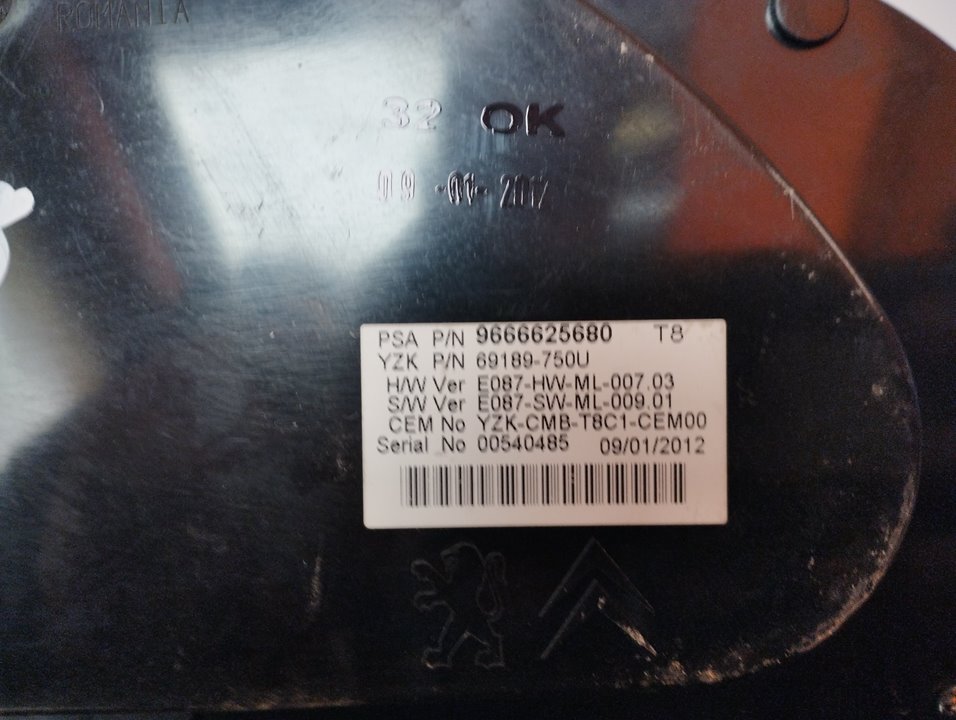 ROMANIA
32 OK
09-01-2012
PSA P/N 9666625680 T8
YZK P/N 69189-750U
H/W Ver E087-HW-ML-007.03
S/W Ver E087-SW-ML-009.01
CEM No YZK-CMB-T8C1-CEM00
Serial No 00540485 09/01/2012